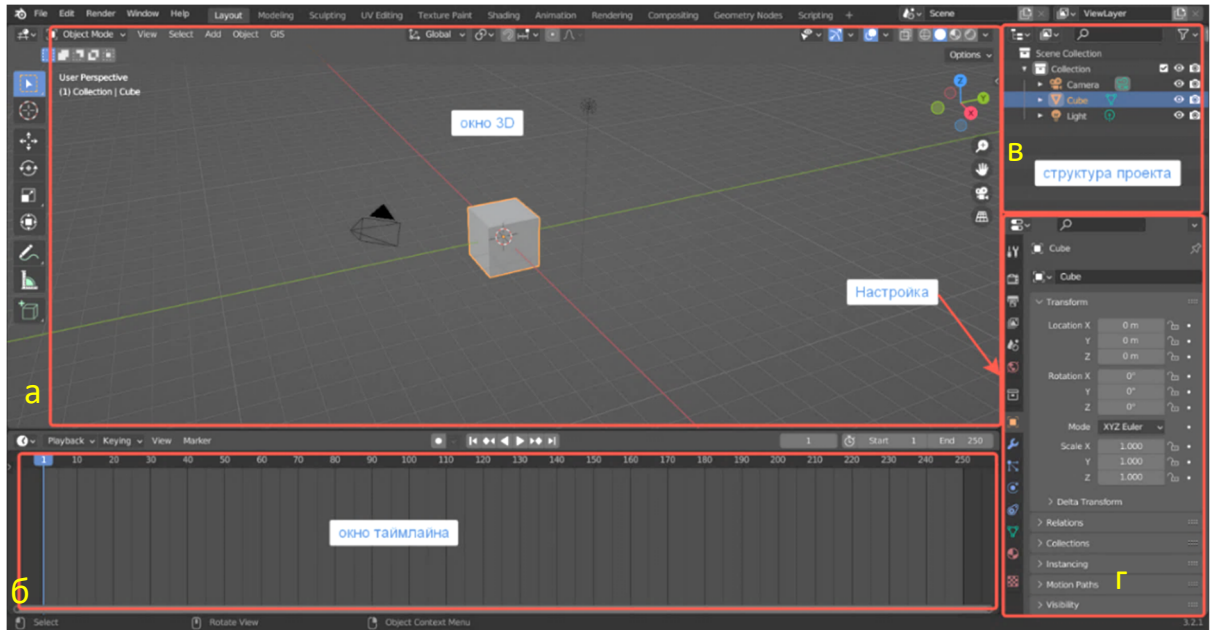 File Edit Render Window Help Layout Modeling Sculpting UV Editing Texture Paint Shading Animation Rendering Compositing Geometry Nodes Scripting + Scene ViewLayer
Object Mode View Select Add Object GIS Global
Options
User Perspective
(1) Collection | Cube
Z
Y
X
окно 3D
Scene Collection
Collection
Camera
Cube
Light
в
структура проекта
Настройка
а
Cube
Cube
Transform
Location X 0 m
Y 0 m
Z 0 m
Rotation X 0°
Y 0°
Z 0°
Mode XYZ Euler
Scale X 1.000
Y 1.000
Z 1.000
Delta Transform
Relations
Collections
Instancing
Motion Paths
Visibility
г
Playback Keying View Marker 1 Start 1 End 250
1 10 20 30 40 50 60 70 80 90 100 110 120 130 140 150 160 170 180 190 200 210 220 230 240 250
окно таймлайна
б
Select Rotate View Object Context Menu 3.2.1